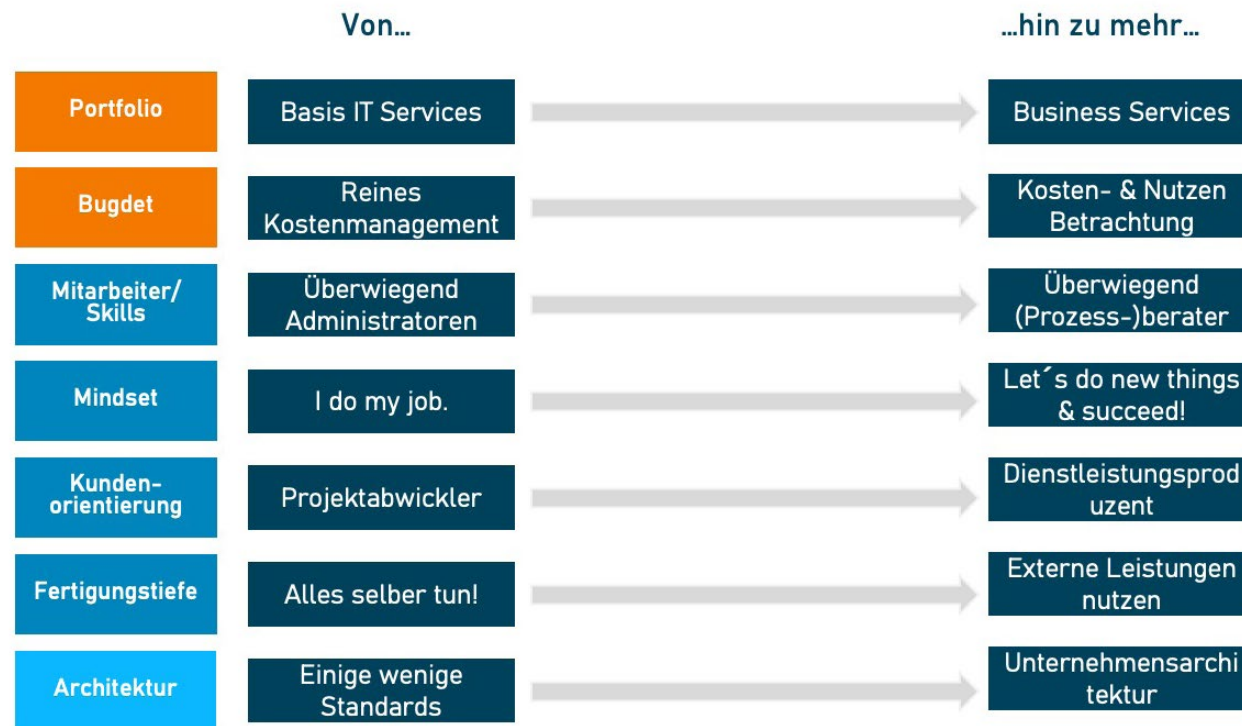 Von...
...hin zu mehr...
Portfolio
Basis IT Services
Business Services
Bugdet
Reines
Kostenmanagement
Kosten- & Nutzen
Betrachtung
Mitarbeiter/
Skills
Überwiegend
Administratoren
Überwiegend
(Prozess-)berater
Mindset
I do my job.
Let´s do new things
& succeed!
Kunden-
orientierung
Projektabwickler
Dienstleistungsprod
uzent
Fertigungstiefe
Alles selber tun!
Externe Leistungen
nutzen
Architektur
Einige wenige
Standards
Unternehmensarchi
tektur